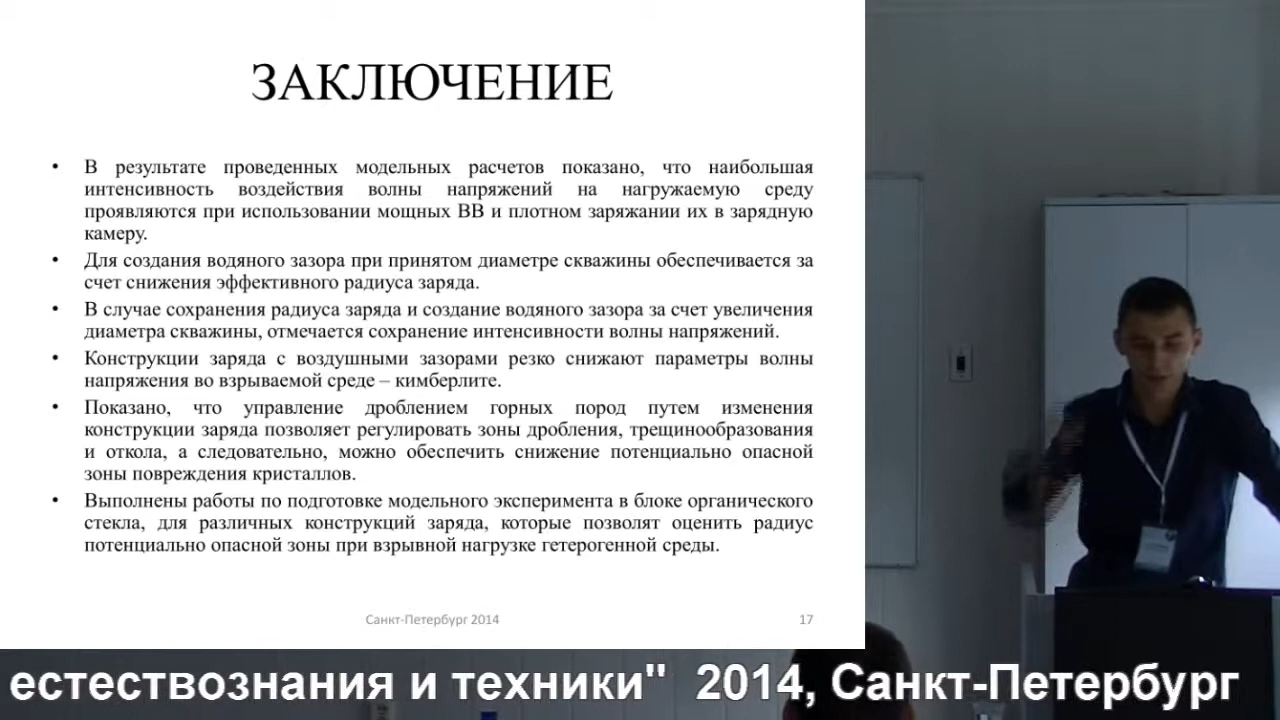 ЗАКЛЮЧЕНИЕ
• В результате проведенных модельных расчетов показано, что наибольшая
интенсивность воздействия волны напряжений на нагружаемую среду
проявляются при использовании мощных ВВ и плотном заряжании их в зарядную
камеру.
• Для создания водяного зазора при принятом диаметре скважины обеспечивается за
счет снижения эффективного радиуса заряда.
• В случае сохранения радиуса заряда и создание водяного зазора за счет увеличения
диаметра скважины, отмечается сохранение интенсивности волны напряжений.
• Конструкции заряда с воздушными зазорами резко снижают параметры волны
напряжения во взрываемой среде – кимберлите.
• Показано, что управление дроблением горных пород путем изменения
конструкции заряда позволяет регулировать зоны дробления, трещинообразования
и откола, а следовательно, можно обеспечить снижение потенциально опасной
зоны повреждения кристаллов.
• Выполнены работы по подготовке модельного эксперимента в блоке органического
стекла, для различных конструкций заряда, которые позволят оценить радиус
потенциально опасной зоны при взрывной нагрузке гетерогенной среды.
Санкт-Петербург 2014
17
естествознания и техники" 2014, Санкт-Петербург